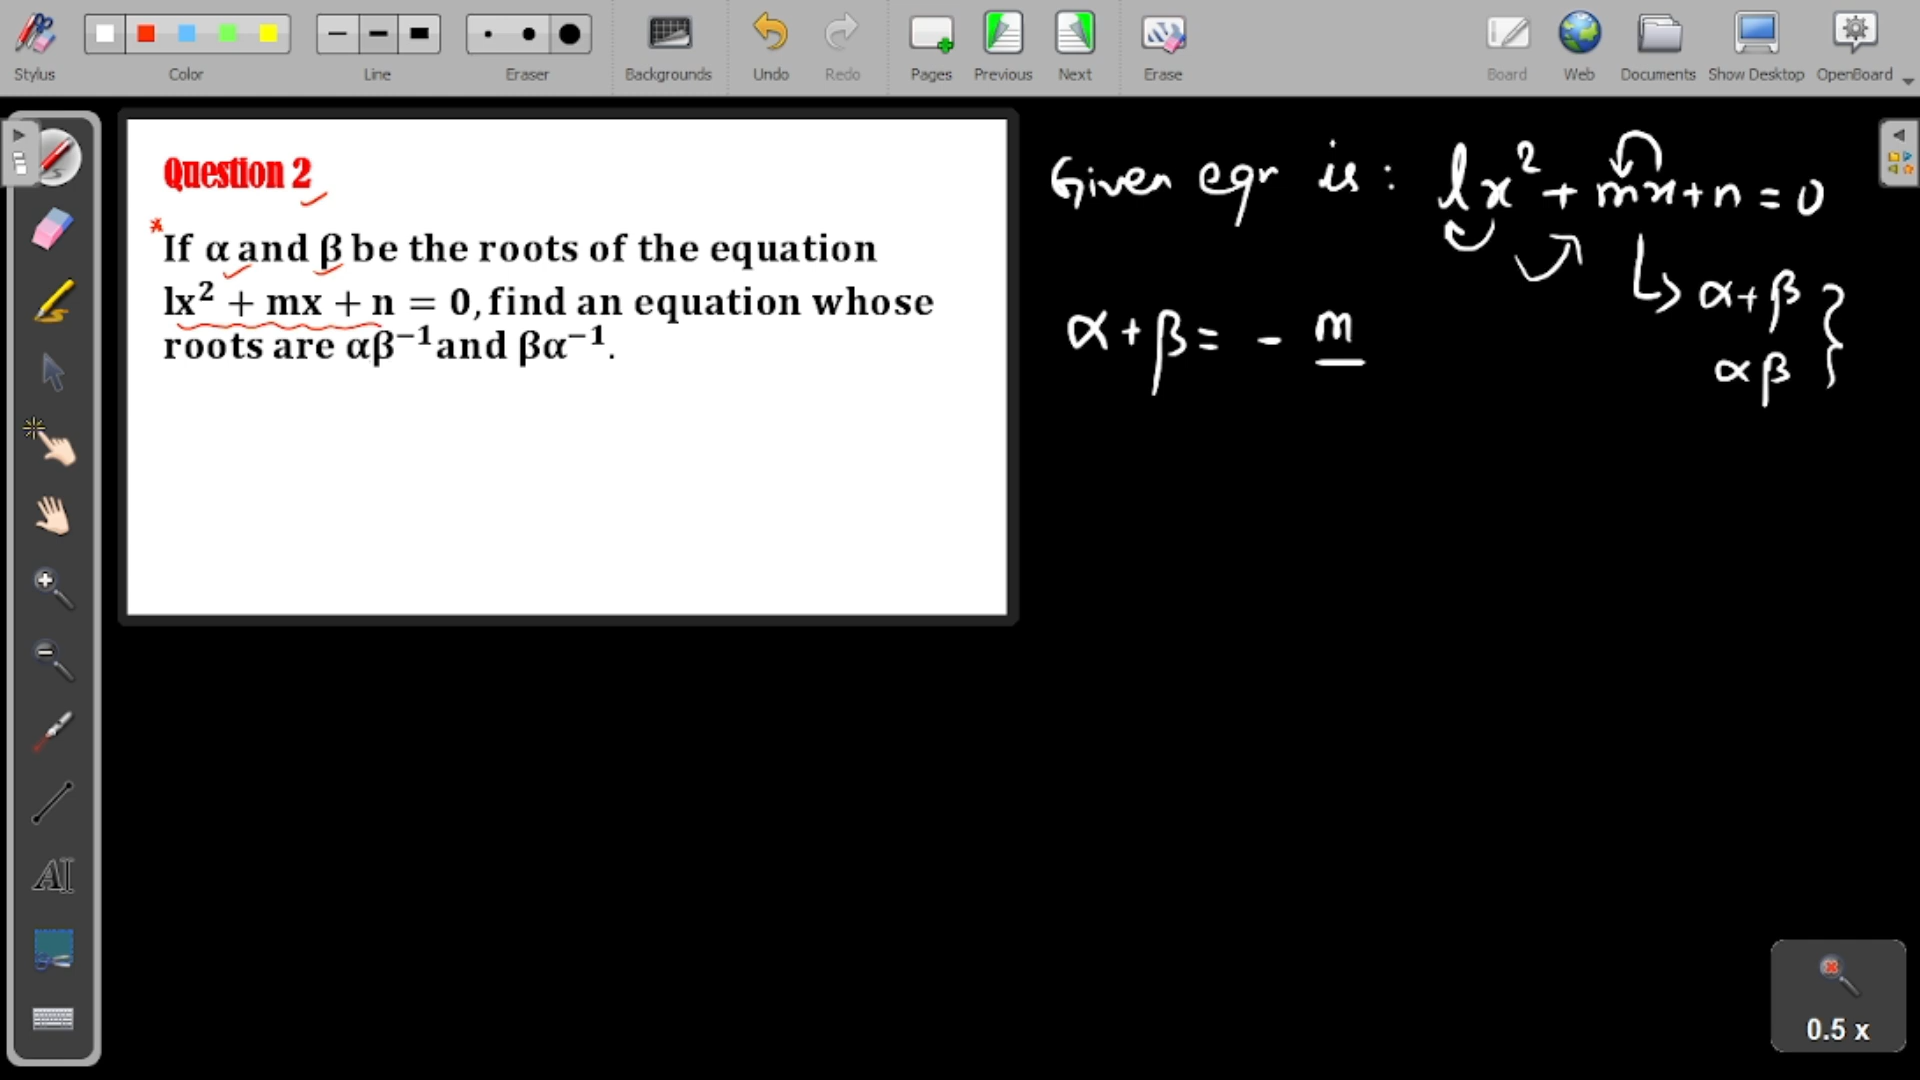 Stylus Color Line Eraser Backgrounds Undo Redo Pages Previous Next Erase Board Web Documents Show Desktop OpenBoard
Question 2
If α and β be the roots of the equation
lx² + mx + n = 0, find an equation whose
roots are αβ⁻¹and βα⁻¹.
Given eqn is : lx² + mx + n = 0
α+β
αβ
α+β = - m
AI
0.5 x